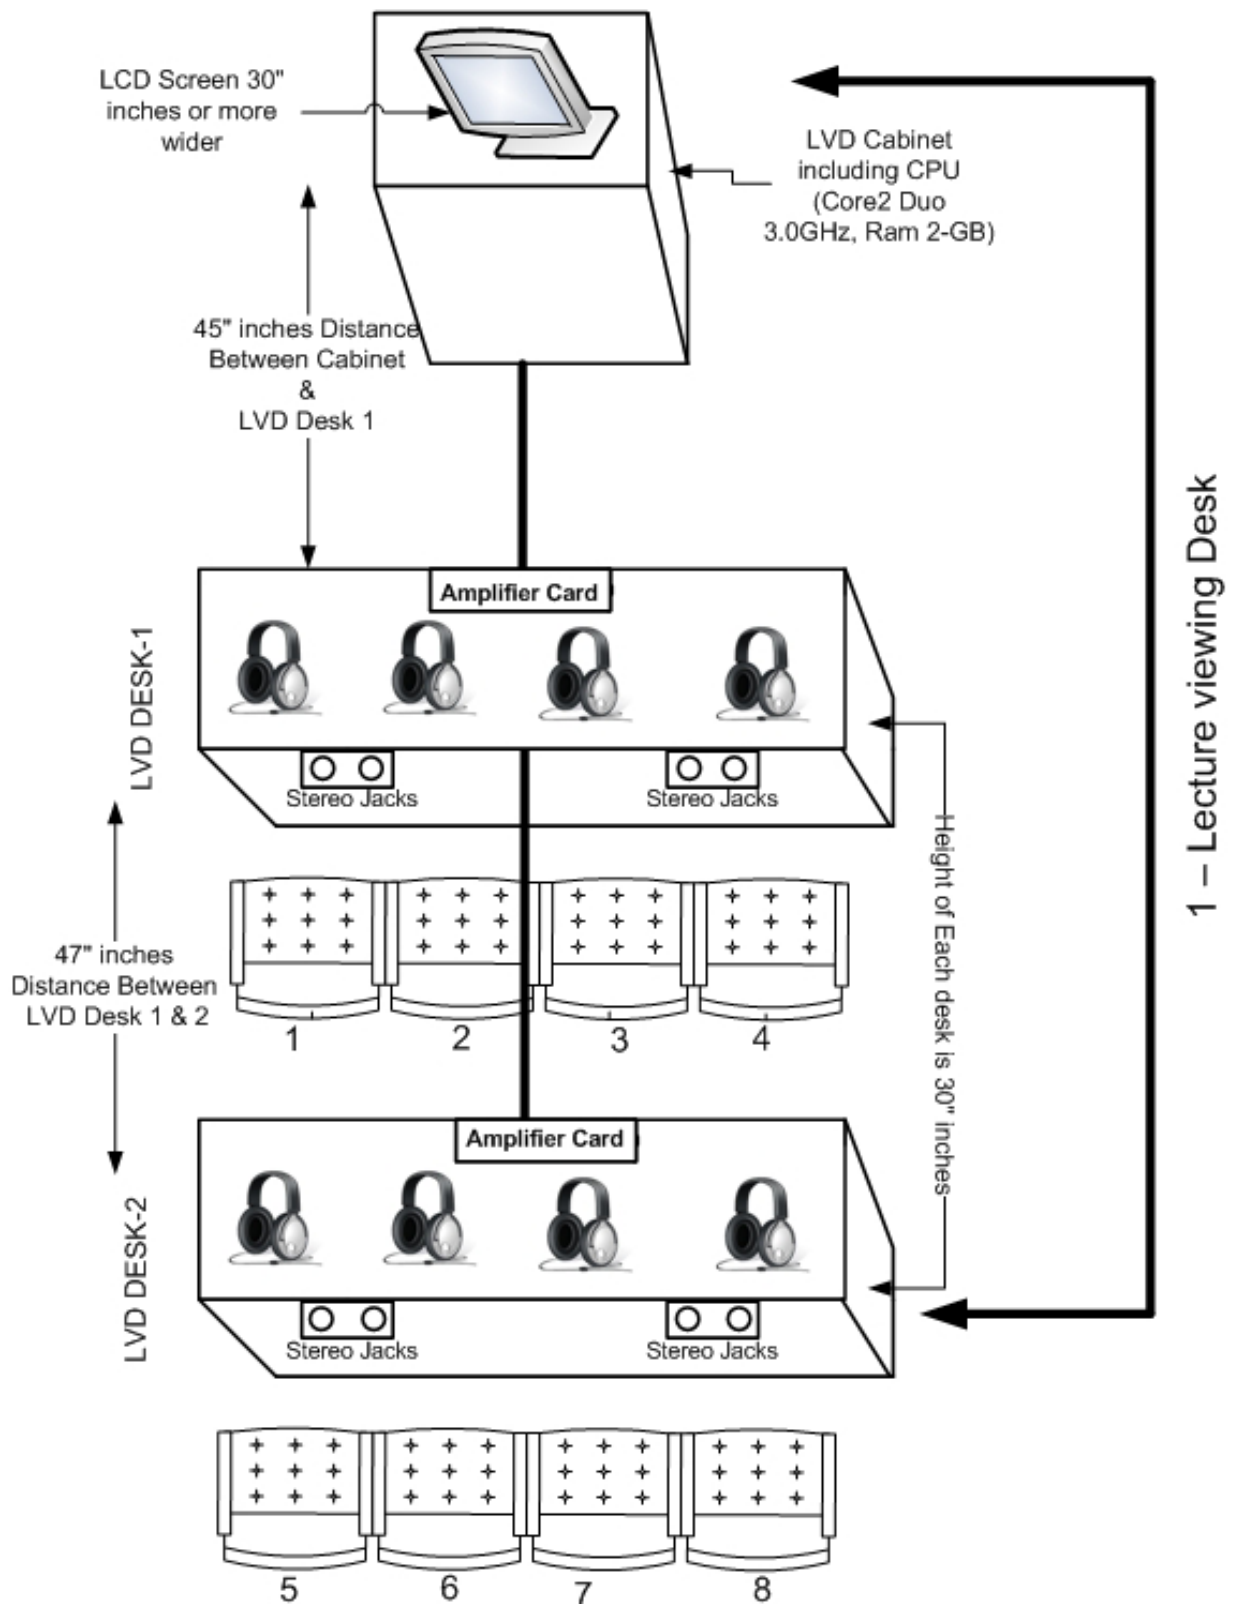 LCD Screen 30"
inches or more
wider
LVD Cabinet
including CPU
(Core2 Duo
3.0GHz, Ram 2-GB)
45" inches Distance
Between Cabinet
&
LVD Desk 1
1 – Lecture viewing Desk
LVD DESK-1
Amplifier Card
Stereo Jacks
Stereo Jacks
Height of Each desk is 30" inches
47" inches
Distance Between
LVD Desk 1 & 2
1
2
3
4
LVD DESK-2
Amplifier Card
Stereo Jacks
Stereo Jacks
5
6
7
8